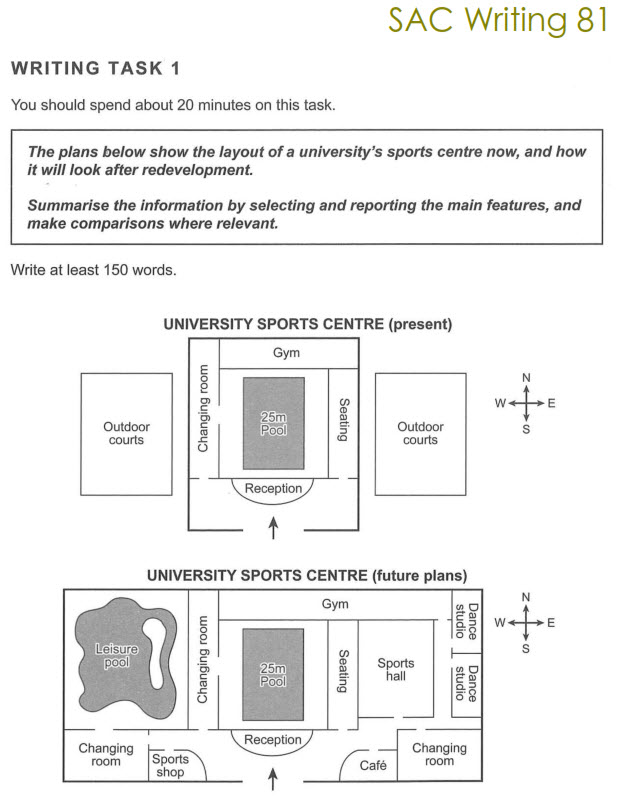 SAC Writing 81
WRITING TASK 1
You should spend about 20 minutes on this task.
The plans below show the layout of a university's sports centre now, and how
it will look after redevelopment.
Summarise the information by selecting and reporting the main features, and
make comparisons where relevant.
Write at least 150 words.
UNIVERSITY SPORTS CENTRE (present)
Gym
Changing room
25m
Pool
Seating
Outdoor
courts
Outdoor
courts
Reception
N
W
E
S
UNIVERSITY SPORTS CENTRE (future plans)
Gym
Leisure
pool
Changing room
25m
Pool
Seating
Sports
hall
Dance
studio
Dance
studio
Reception
Changing
room
Sports
shop
Café
Changing
room
N
W
E
S